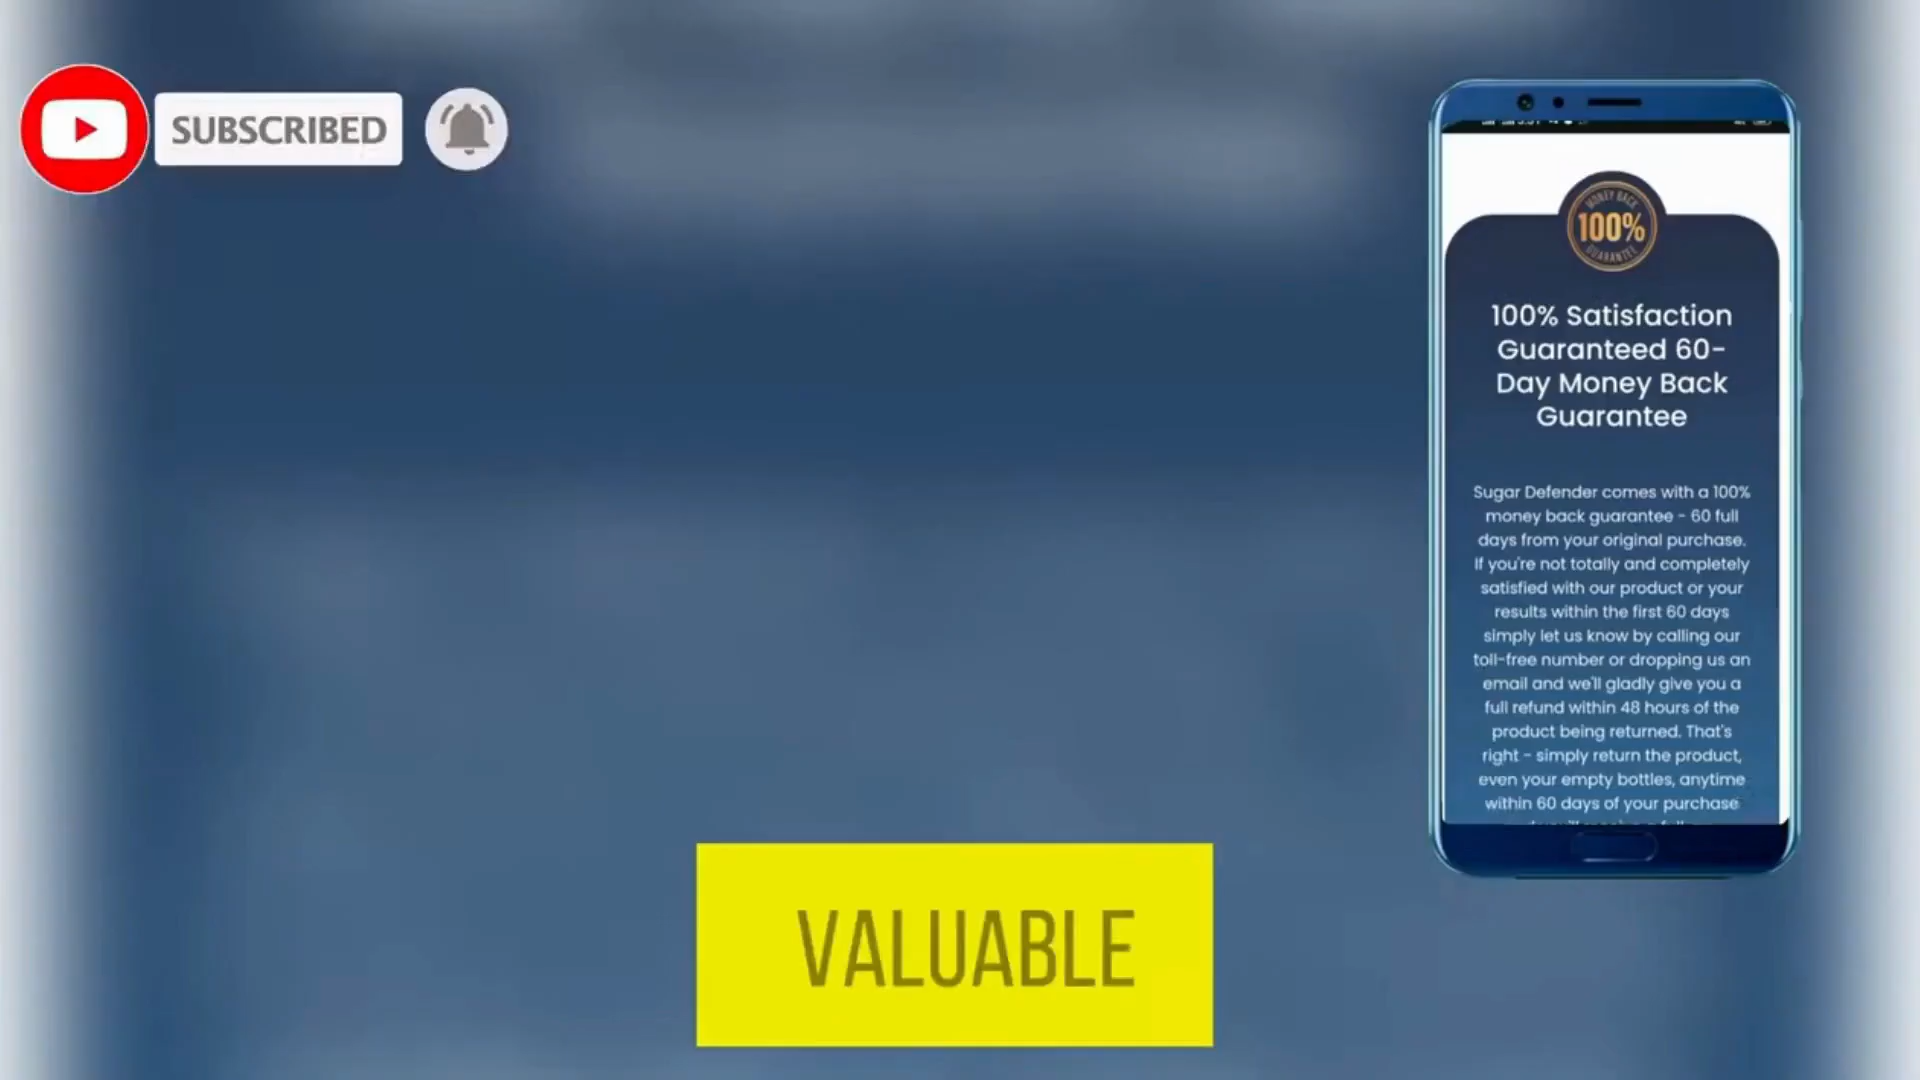 SUBSCRIBED
MONEY BACK
100%
GUARANTEE
100% Satisfaction
Guaranteed 60-
Day Money Back
Guarantee
Sugar Defender comes with a 100%
money back guarantee - 60 full
days from your original purchase.
If you're not totally and completely
satisfied with our product or your
results within the first 60 days
simply let us know by calling our
toll-free number or dropping us an
email and we'll gladly give you a
full refund within 48 hours of the
product being returned. That's
right - simply return the product,
even your empty bottles, anytime
within 60 days of your purchase
VALUABLE